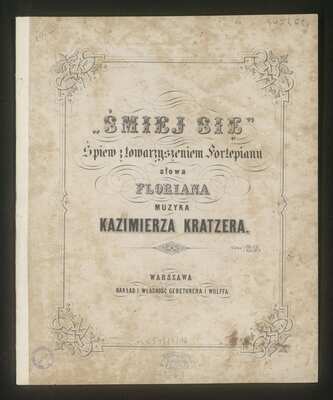 „ŚMIEJ SIĘ”
Śpiew z towarzyszeniem Fortepianu
słowa
FLORIANA
MUZYKA
KAZIMIERZA KRATZERA.
WARSZAWA
NAKŁAD I WŁASNOŚĆ GEBETHNERA I WOLFFA